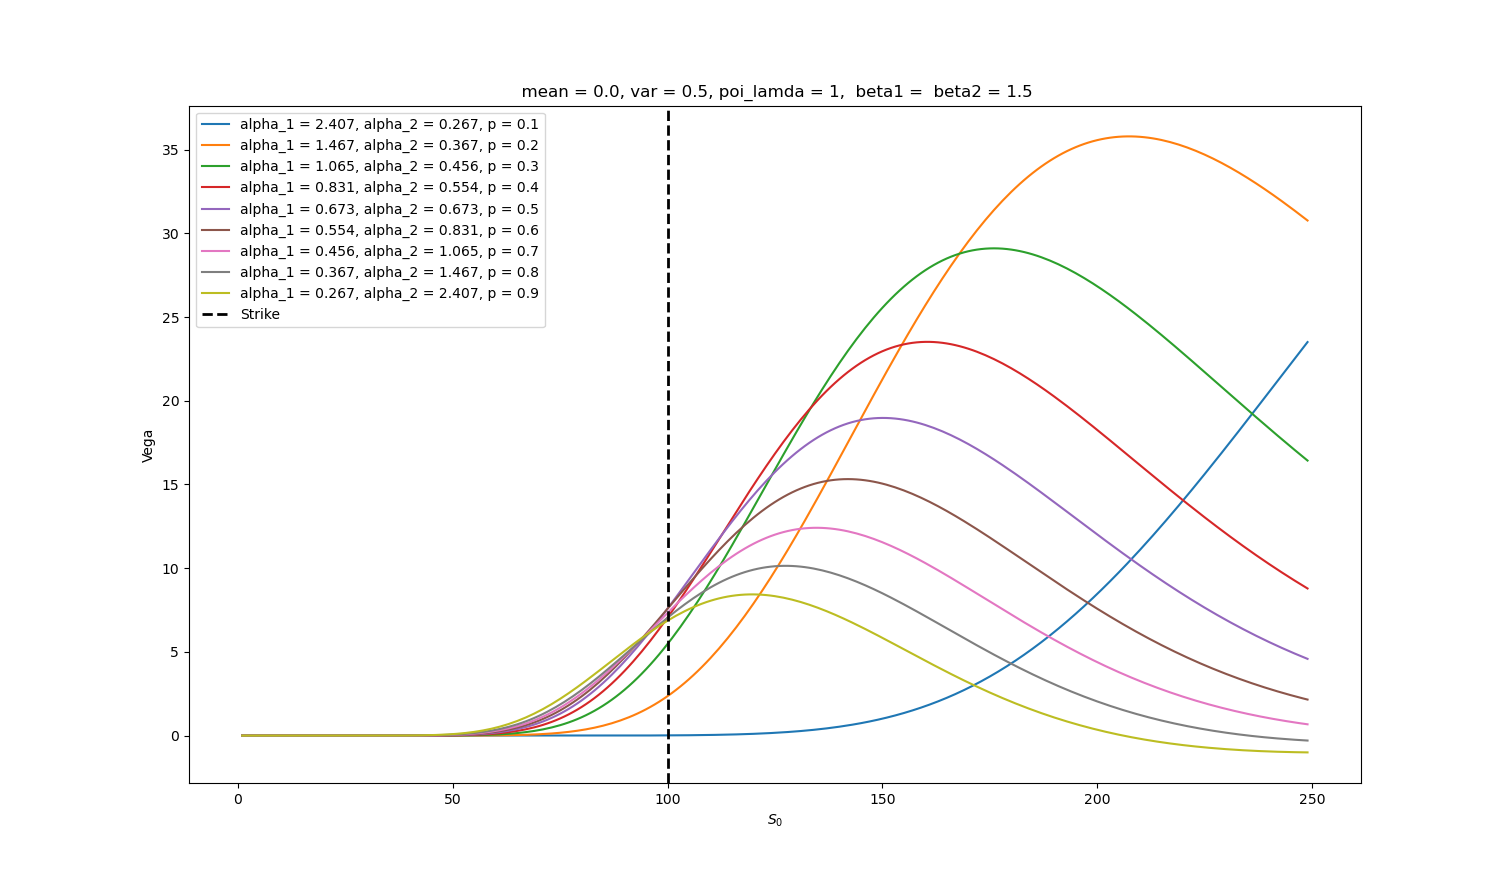 mean = 0.0, var = 0.5, poi_lamda = 1,  beta1 =  beta2 = 1.5
alpha_1 = 2.407, alpha_2 = 0.267, p = 0.1
alpha_1 = 1.467, alpha_2 = 0.367, p = 0.2
alpha_1 = 1.065, alpha_2 = 0.456, p = 0.3
alpha_1 = 0.831, alpha_2 = 0.554, p = 0.4
alpha_1 = 0.673, alpha_2 = 0.673, p = 0.5
alpha_1 = 0.554, alpha_2 = 0.831, p = 0.6
alpha_1 = 0.456, alpha_2 = 1.065, p = 0.7
alpha_1 = 0.367, alpha_2 = 1.467, p = 0.8
alpha_1 = 0.267, alpha_2 = 2.407, p = 0.9
Strike
35
30
25
20
15
10
5
0
Vega
0 50 100 150 200 250
S₀